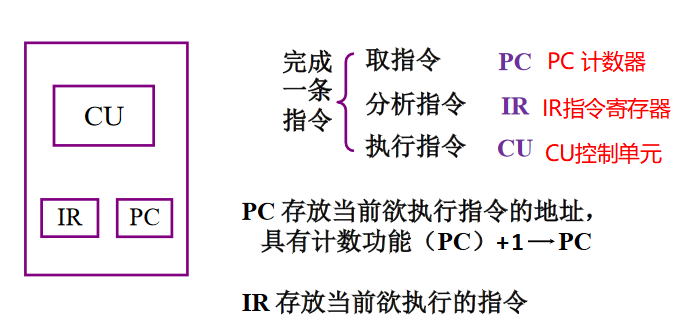 CU
IR
PC
完成
一条
指令
取指令 PC PC 计数器
分析指令 IR IR指令寄存器
执行指令 CU CU控制单元
PC 存放当前欲执行指令的地址，
具有计数功能（PC）+1→PC
IR 存放当前欲执行的指令